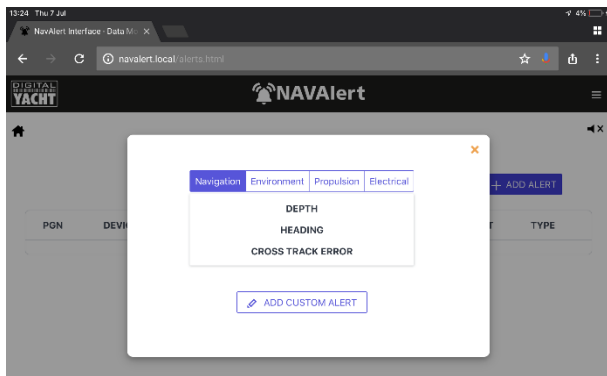 13:24 Thu 7 Jul
4%
NavAlert Interface - Data M
navalert.local/alerts.html
DIGITAL
YACHT
NAVAlert
Navigation Environment Propulsion Electrical
ADD ALERT
DEPTH
PGN TYPE
HEADING
CROSS TRACK ERROR
ADD CUSTOM ALERT